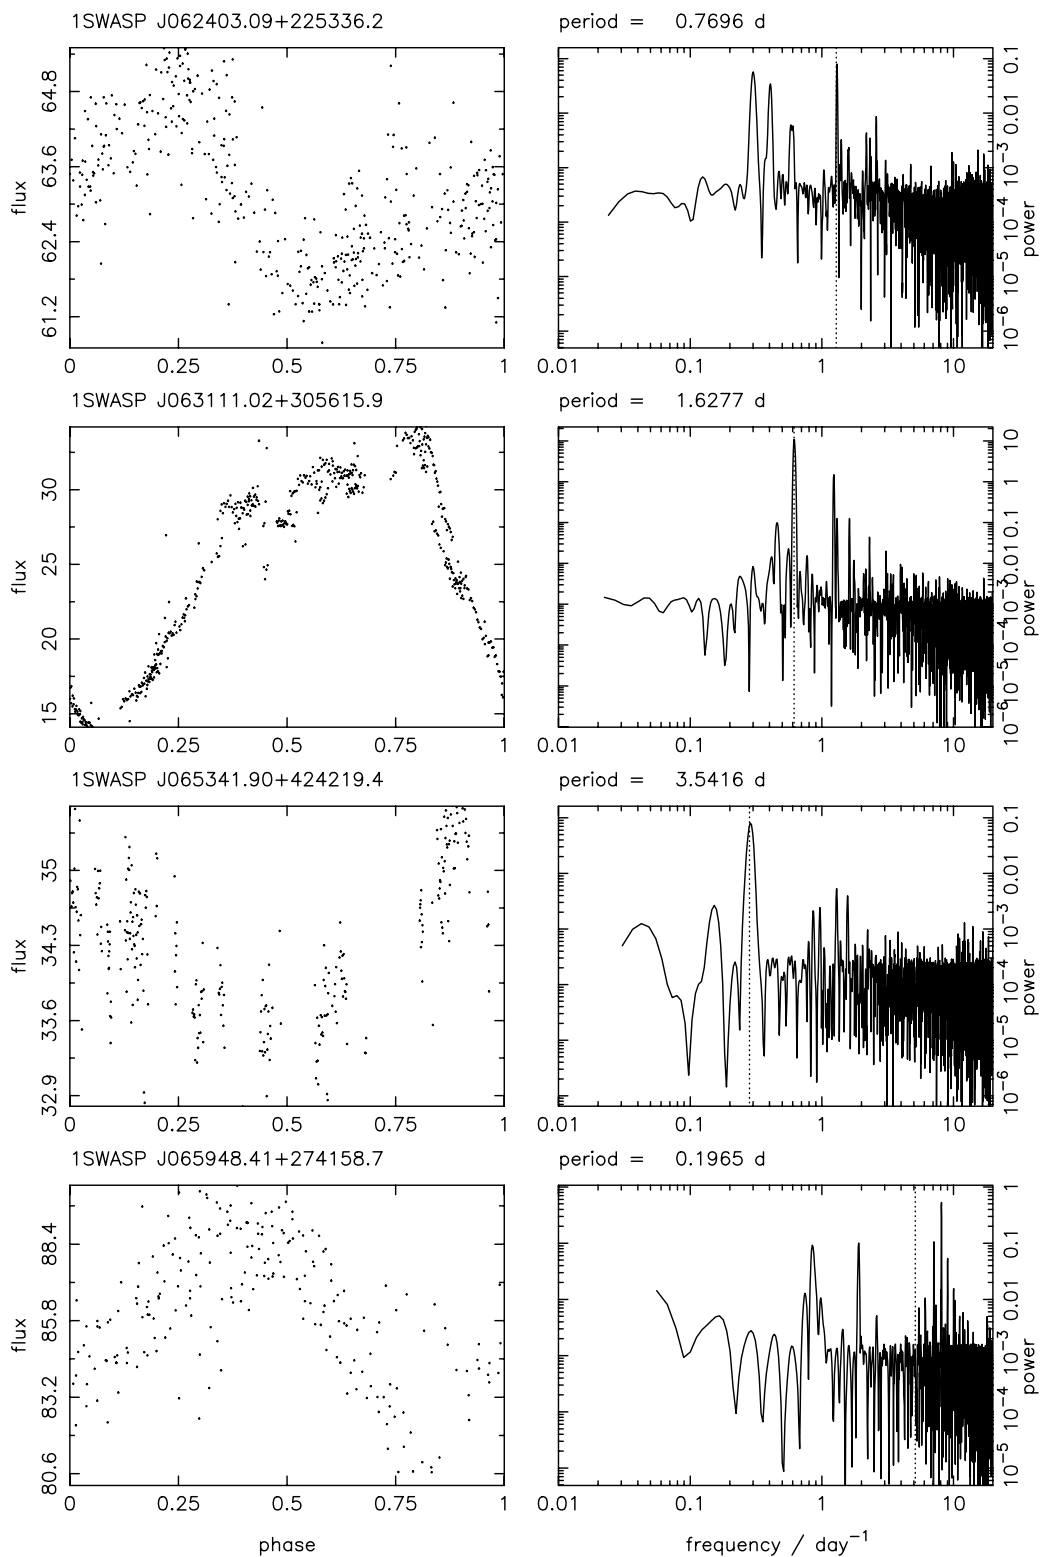 1SWASP J062403.09+225336.2 period = 0.7696 d
flux
61.2 62.4 63.6 64.8
0 0.25 0.5 0.75 1
0.01 0.1 1 10
10⁻⁶ 10⁻⁵ 10⁻⁴ 10⁻³ 0.01 0.1
power
1SWASP J063111.02+305615.9 period = 1.6277 d
flux
15 20 25 30
0 0.25 0.5 0.75 1
0.01 0.1 1 10
10⁻⁶ 10⁻⁵ 10⁻⁴ 10⁻³ 0.01 0.1 1 10
power
1SWASP J065341.90+424219.4 period = 3.5416 d
flux
32.9 33.6 34.3 35
0 0.25 0.5 0.75 1
0.01 0.1 1 10
10⁻⁶ 10⁻⁵ 10⁻⁴ 10⁻³ 0.01 0.1
power
1SWASP J065948.41+274158.7 period = 0.1965 d
flux
80.6 83.2 85.8 88.4
0 0.25 0.5 0.75 1
0.01 0.1 1 10
10⁻⁵ 10⁻⁴ 10⁻³ 0.01 0.1 1
power
phase frequency / day⁻¹